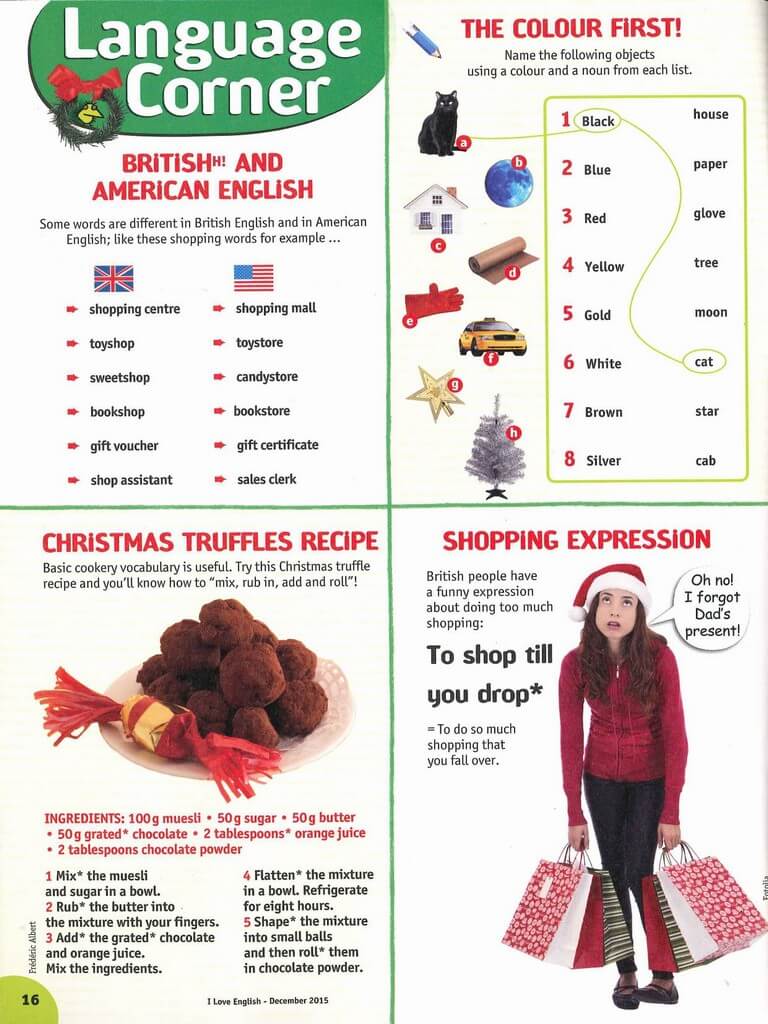 Language
Corner
BRITISH AND
AMERICAN ENGLISH
Some words are different in British English and in American
English; like these shopping words for example ...
shopping centre shopping mall
toyshop toystore
sweetshop candystore
bookshop bookstore
gift voucher gift certificate
shop assistant sales clerk
THE COLOUR FIRST!
Name the following objects
using a colour and a noun from each list.
a
b
c
d
e
f
g
h
1 Black house
2 Blue paper
3 Red glove
4 Yellow tree
5 Gold moon
6 White cat
7 Brown star
8 Silver cab
CHRISTMAS TRUFFLES RECIPE
Basic cookery vocabulary is useful. Try this Christmas truffle
recipe and you'll know how to "mix, rub in, add and roll"!
INGREDIENTS: 100g muesli • 50g sugar • 50g butter
• 50g grated* chocolate • 2 tablespoons* orange juice
• 2 tablespoons chocolate powder
1 Mix* the muesli
and sugar in a bowl.
2 Rub* the butter into
the mixture with your fingers.
3 Add* the grated* chocolate
and orange juice.
Mix the ingredients.
4 Flatten* the mixture
in a bowl. Refrigerate
for eight hours.
5 Shape* the mixture
into small balls
and then roll* them
in chocolate powder.
Frédéric Albert
SHOPPING EXPRESSION
British people have
a funny expression
about doing too much
shopping:
To shop till
you drop*
= To do so much
shopping that
you fall over.
Oh no!
I forgot
Dad's
present!
Fotolia
16
I Love English - December 2015